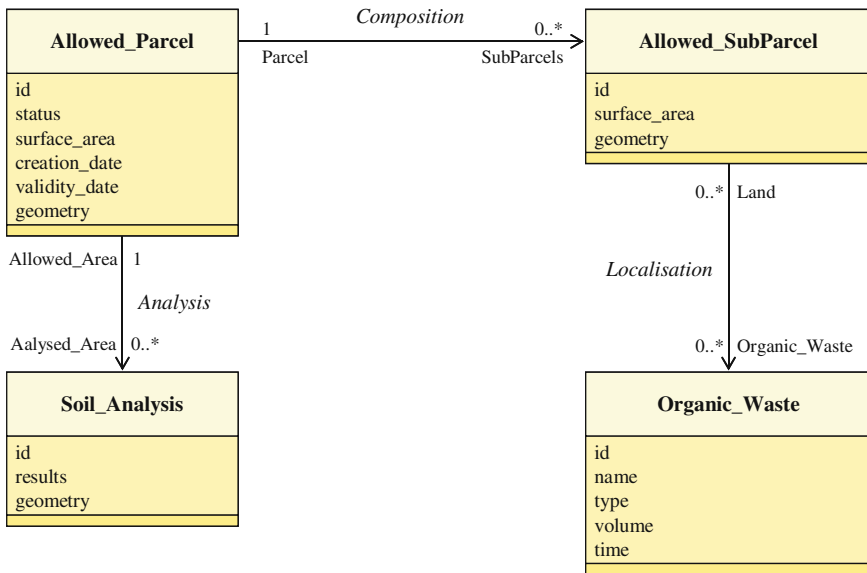 Composition
Allowed_Parcel
1
0..*
Allowed_SubParcel
Parcel
SubParcels
id
status
surface_area
creation_date
validity_date
geometry
id
surface_area
geometry
Allowed_Area
1
0..*
Land
Analysis
Localisation
Aalysed_Area
0..*
0..*
Organic_Waste
Soil_Analysis
Organic_Waste
id
results
geometry
id
name
type
volume
time